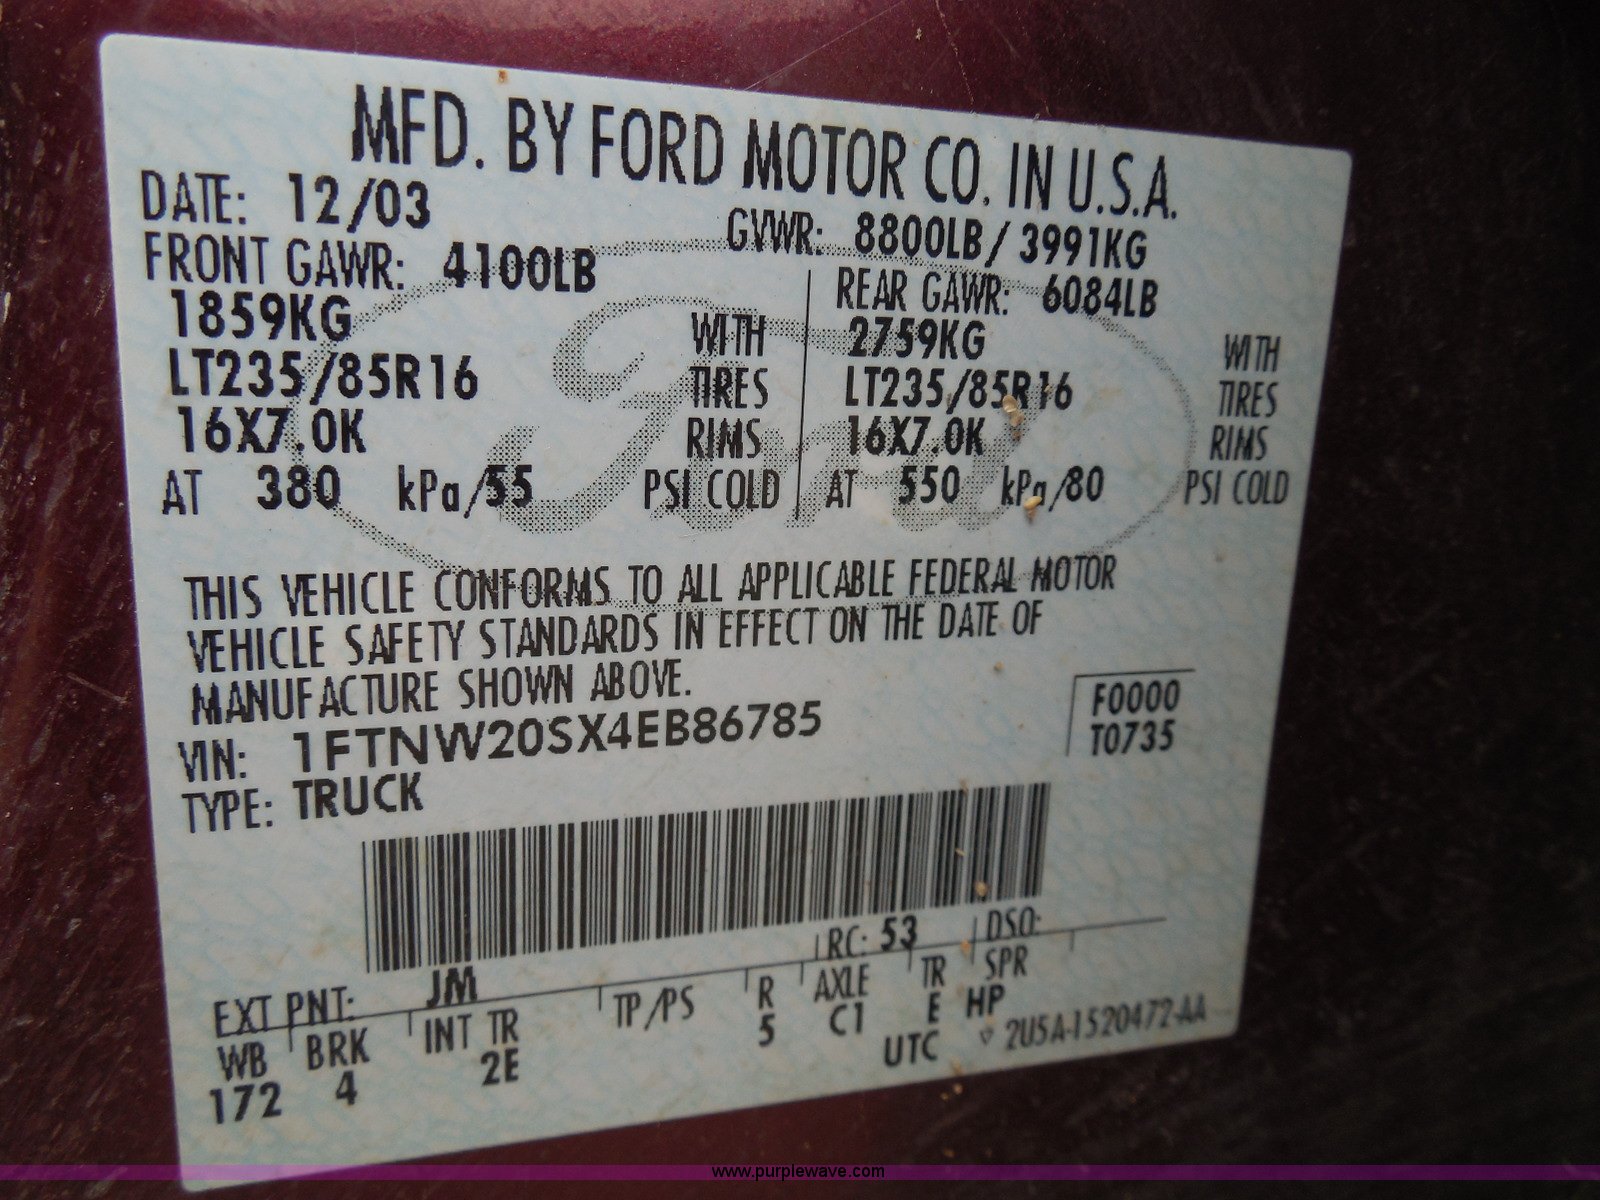 MFD. BY FORD MOTOR CO. IN U.S.A.
DATE: 12/03
GVWR: 8800LB/3991KG
FRONT GAWR: 4100LB
1859KG
WITH
LT235/85R16
TIRES
16X7.0K
RIMS
AT 380 kPa/55 PSI COLD
REAR GAWR: 6084LB
2759KG
WITH
LT235/85R16
TIRES
16X7.0K
RIMS
AT 550 kPa/80 PSI COLD
Ford
THIS VEHICLE CONFORMS TO ALL APPLICABLE FEDERAL MOTOR
VEHICLE SAFETY STANDARDS IN EFFECT ON THE DATE OF
MANUFACTURE SHOWN ABOVE.
VIN: 1FTNW20SX4EB86785
F0000
T0735
TYPE: TRUCK
EXT PNT: JM
RC: 53
DSO:
WB BRK INT TR TP/PS R AXLE TR SPR
172 4 2E 5 C1 E HP
UTC
▽ 2U5A-1520472-AA
www.purplewave.com